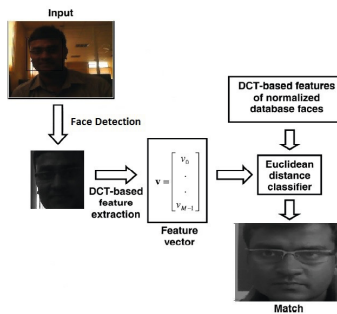 Input
Face Detection
DCT-based
feature
extraction
v =
v0
.
.
vM−1
Feature
vector
DCT-based features
of normalized
database faces
Euclidean
distance
classifier
Match